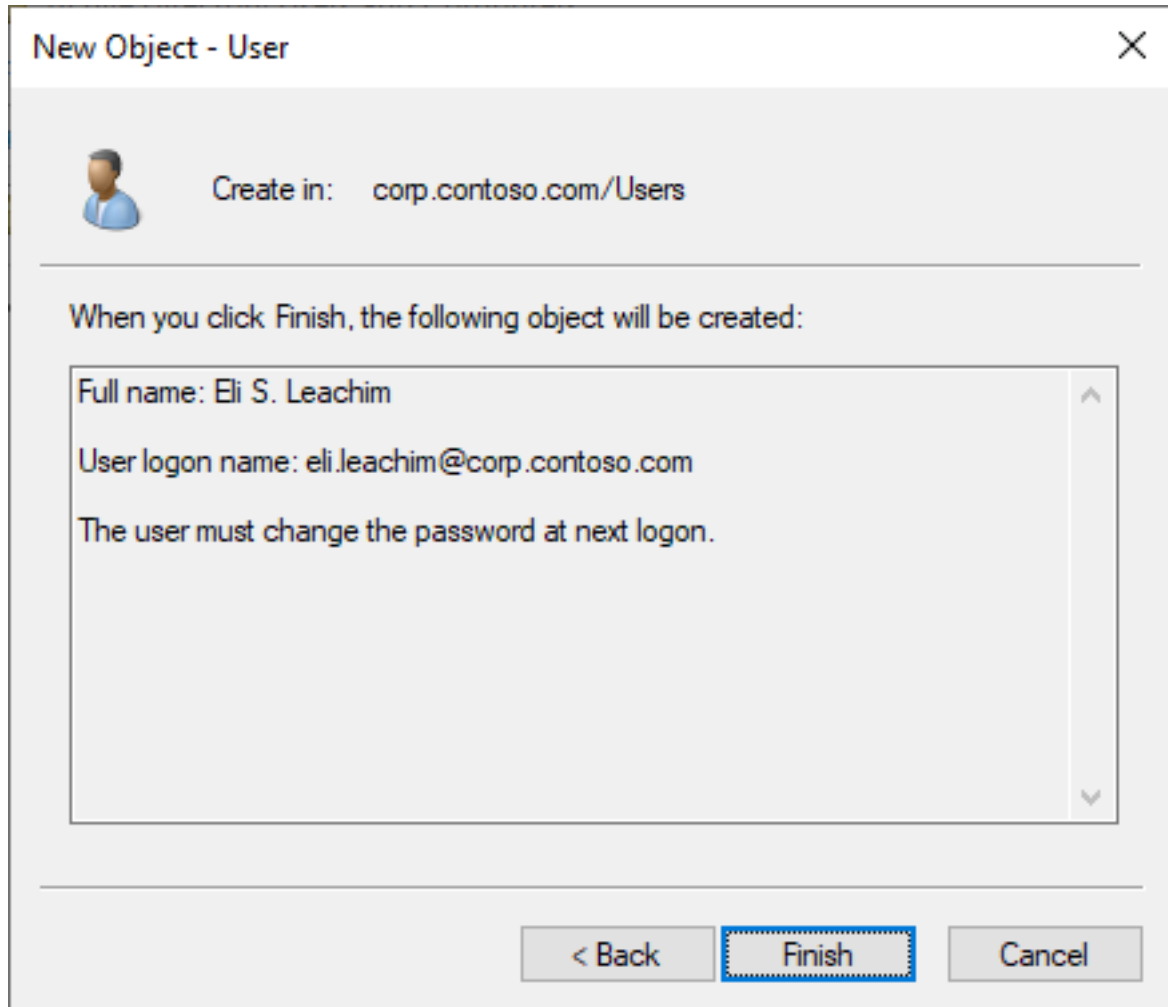 New Object - User
Create in: corp.contoso.com/Users
When you click Finish, the following object will be created:
Full name: Eli S. Leachim
User logon name: eli.leachim@corp.contoso.com
The user must change the password at next logon.
< Back Finish Cancel